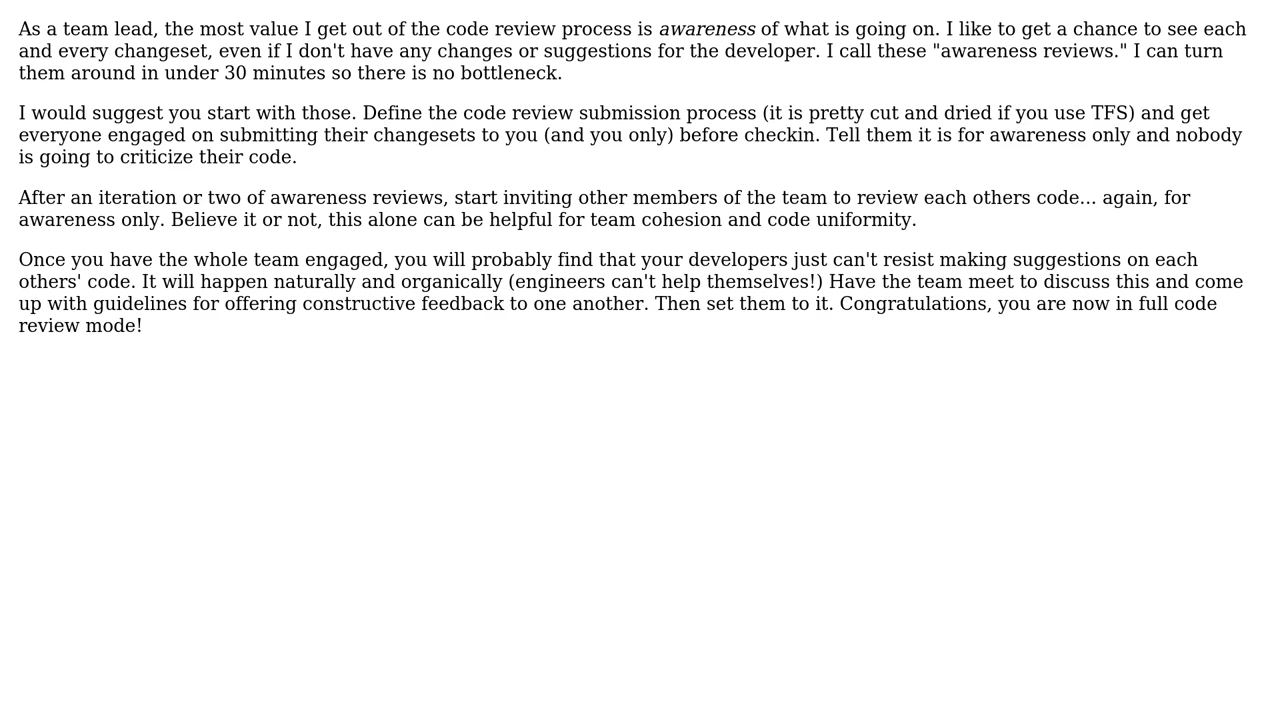 As a team lead, the most value I get out of the code review process is awareness of what is going on. I like to get a chance to see each
and every changeset, even if I don't have any changes or suggestions for the developer. I call these "awareness reviews." I can turn
them around in under 30 minutes so there is no bottleneck.
I would suggest you start with those. Define the code review submission process (it is pretty cut and dried if you use TFS) and get
everyone engaged on submitting their changesets to you (and you only) before checkin. Tell them it is for awareness only and nobody
is going to criticize their code.
After an iteration or two of awareness reviews, start inviting other members of the team to review each others code... again, for
awareness only. Believe it or not, this alone can be helpful for team cohesion and code uniformity.
Once you have the whole team engaged, you will probably find that your developers just can't resist making suggestions on each
others' code. It will happen naturally and organically (engineers can't help themselves!) Have the team meet to discuss this and come
up with guidelines for offering constructive feedback to one another. Then set them to it. Congratulations, you are now in full code
review mode!